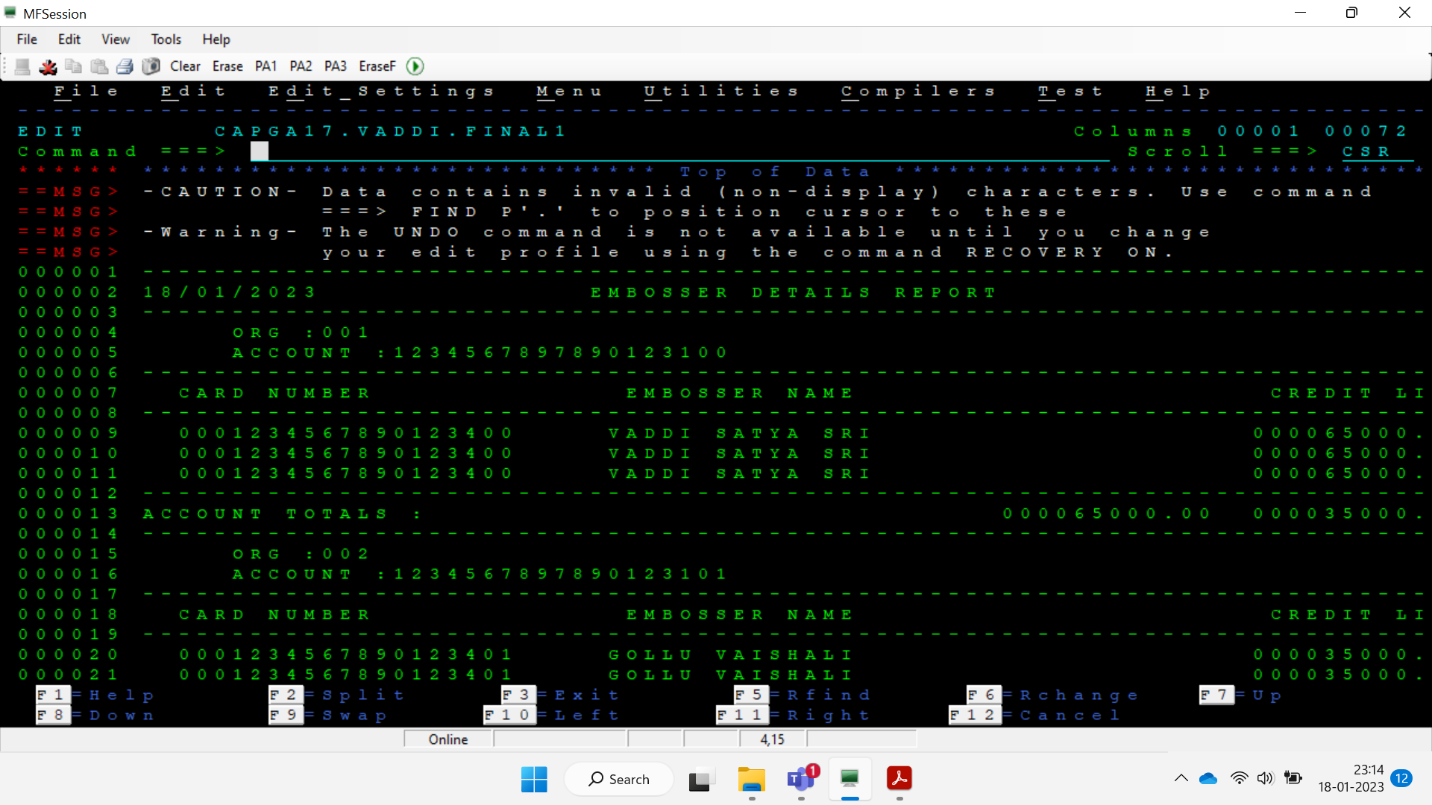 MFSession
File Edit View Tools Help
Clear Erase PA1 PA2 PA3 EraseF
File Edit Edit_Settings Menu Utilities Compilers Test Help
EDIT CAPGA17.VADDI.FINAL1 Columns 00001 00072
Command ===> Scroll ===> CSR
****** ***************************** Top of Data ******************************
==MSG> -CAUTION- Data contains invalid (non-display) characters. Use command
==MSG> ===> FIND P'.' to position cursor to these
==MSG> -Warning- The UNDO command is not available until you change
==MSG> your edit profile using the command RECOVERY ON.
000001 ------------------------------------------------------------------------
000002 18/01/2023 EMBOSSER DETAILS REPORT
000003 ------------------------------------------------------------------------
000004 ORG :001
000005 ACCOUNT :1234567897890123100
000006 ------------------------------------------------------------------------
000007 CARD NUMBER EMBOSSER NAME CREDIT LI
000008 ------------------------------------------------------------------------
000009 0001234567890123400 VADDI SATYA SRI 000065000.
000010 0001234567890123400 VADDI SATYA SRI 000065000.
000011 0001234567890123400 VADDI SATYA SRI 000065000.
000012 ------------------------------------------------------------------------
000013 ACCOUNT TOTALS : 000065000.00 000035000.
000014 ------------------------------------------------------------------------
000015 ORG :002
000016 ACCOUNT :1234567897890123101
000017 ------------------------------------------------------------------------
000018 CARD NUMBER EMBOSSER NAME CREDIT LI
000019 ------------------------------------------------------------------------
000020 0001234567890123401 GOLLU VAISHALI 000035000.
000021 0001234567890123401 GOLLU VAISHALI 000035000.
F1=Help F2=Split F3=Exit F5=Rfind F6=Rchange F7=Up
F8=Down F9=Swap F10=Left F11=Right F12=Cancel
Online 4,15
Search 1 23:14
18-01-2023 12